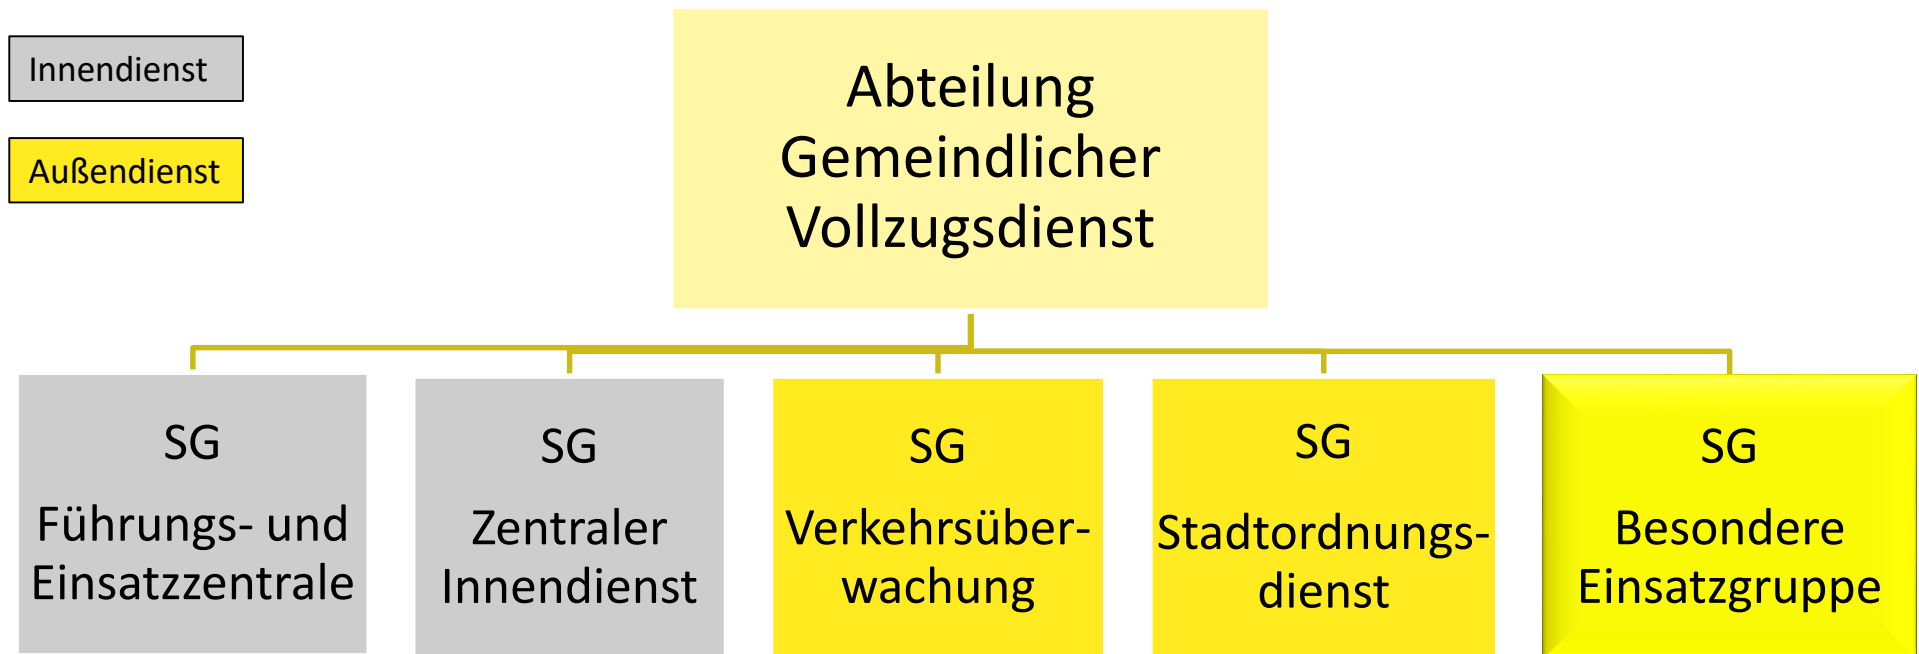 Innendienst
Außendienst
Abteilung
Gemeindlicher
Vollzugsdienst
SG
Führungs- und
Einsatzzentrale
SG
Zentraler
Innendienst
SG
Verkehrsüber-
wachung
SG
Stadtordnungs-
dienst
SG
Besondere
Einsatzgruppe